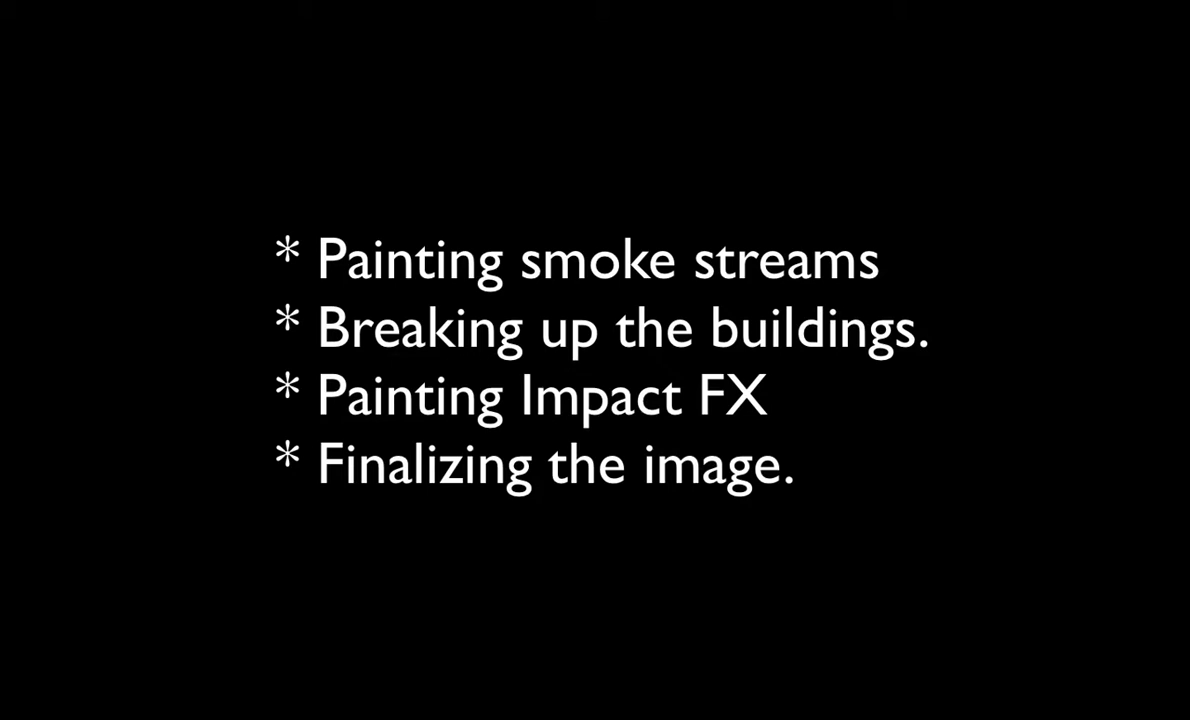 * Painting smoke streams
* Breaking up the buildings.
* Painting Impact FX
* Finalizing the image.